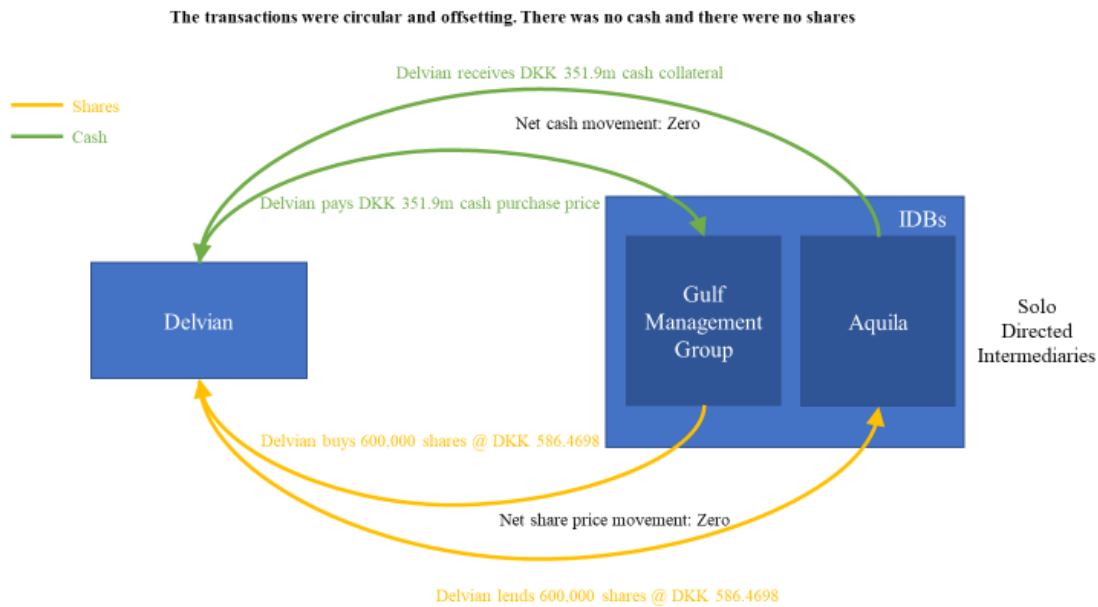 The transactions were circular and offsetting. There was no cash and there were no shares
Delvian receives DKK 351.9m cash collateral
Shares
Cash
Net cash movement: Zero
Delvian pays DKK 351.9m cash purchase price
IDBs
Delvian
Gulf
Management
Group
Aquila
Solo
Directed
Intermediaries
Delvian buys 600,000 shares @ DKK 586.4698
Net share price movement: Zero
Delvian lends 600,000 shares @ DKK 586.4698